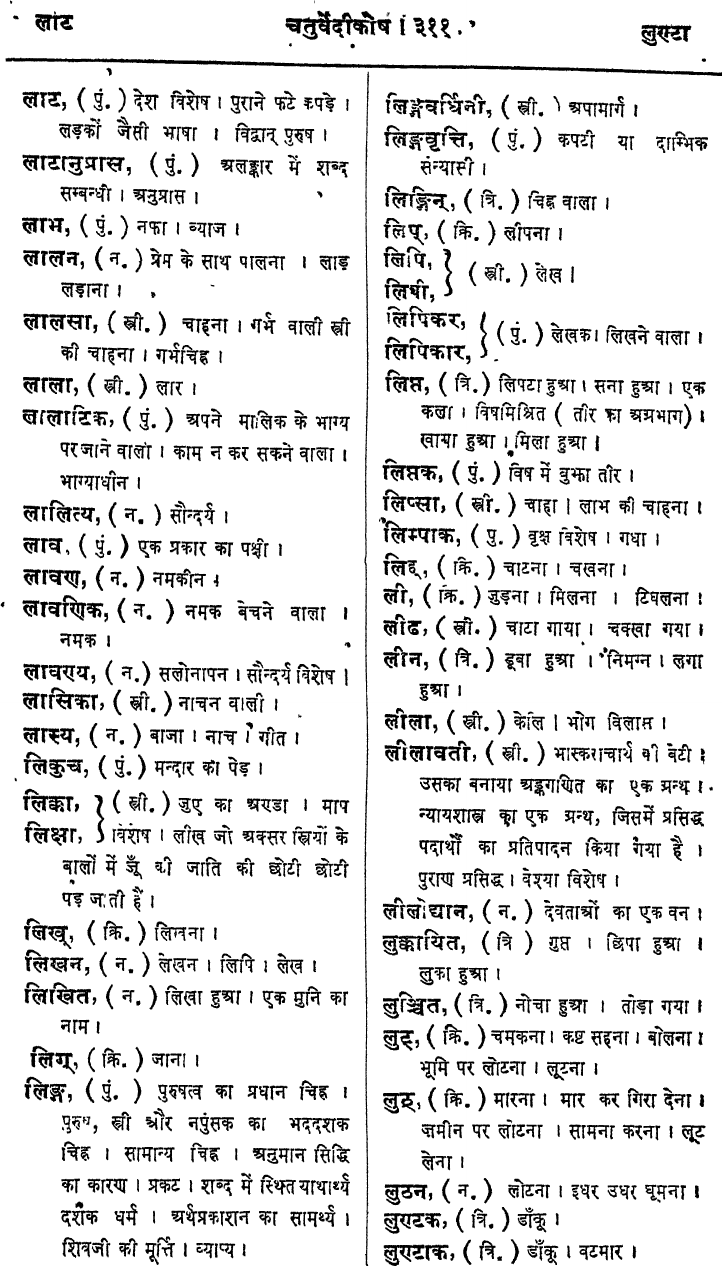 लाट
चतुर्वेदीकोष । ३११
लुण्टा
लाट, ( पुं. ) देश विशेष । पुराने फटे कपड़े ।
लड़कों जैसी भाषा । विद्वान् पुरुष ।
लाटानुप्रास, ( पुं. ) अलङ्कार में शब्द
सम्बन्धी । अनुप्रास ।
लाभ, ( पुं. ) नफा । व्याज ।
लालन, ( न. ) प्रेम के साथ पालना । लाड़
लड़ाना ।
लालसा, ( स्त्री. ) चाहना । गर्भ वाली स्त्री
की चाहना । गर्भचिह्न ।
लाला, ( स्त्री. ) लार ।
लालाटिक, ( पुं. ) अपने मालिक के भाग्य
पर जाने वाला । काम न कर सकने वाला ।
भाग्याधीन ।
लालित्य, ( न. ) सौन्दर्य ।
लाव, ( पुं. ) एक प्रकार का पक्षी ।
लावण, ( न. ) नमकीन ।
लावणिक, ( न. ) नमक बेचने वाला ।
नमक ।
लावण्य, ( न. ) सलोनापन । सौन्दर्य विशेष ।
लासिका, ( स्त्री. ) नाचन वाली ।
लास्य, ( न. ) बाजा । नाच । गीत ।
लिकुच, ( पुं. ) मन्दार का पेड़ ।
लिक्का, } ( स्त्री. ) जुए का अण्डा । माप
लिक्षा, } विशेष । लीख जो अक्सर स्त्रियों के
बालों में जूँ की जाति की छोटी छोटी
पड़ जाती हैं ।
लिख्, ( क्रि. ) लिखना ।
लिखन, ( न. ) लेखन । लिपि । लेख ।
लिखित, ( न. ) लिखा हुआ । एक मुनि का
नाम ।
लिग्, ( क्रि. ) जाना ।
लिङ्ग, ( पुं. ) पुरुषत्व का प्रधान चिह्न ।
पुरुष, स्त्री और नपुंसक का भददशक
चिह्न । सामान्य चिह्न । अनुमान सिद्धि
का कारण । प्रकट । शब्द में स्थित याथार्थ्य
दर्शक धर्म । अर्थप्रकाशन का सामर्थ्य ।
शिवजी की मूर्त्ति । व्याप्य ।
लिङ्गवर्धिनी, ( स्त्री. ) अपामार्ग ।
लिङ्गवृत्ति, ( पुं. ) कपटी या दाम्भिक
संन्यासी ।
लिङ्गिन्, ( त्रि. ) चिह्न वाला ।
लिप्, ( क्रि. ) लीपना ।
लिपि, }
लिपी, } ( स्त्री. ) लेख ।
लिपिकर, }
लिपिकार, } ( पुं. ) लेखक । लिखने वाला ।
लिप्त, ( त्रि. ) लिपटा हुआ । सना हुआ । एक
कला । विषमिश्रित ( तीर का अग्रभाग ) ।
खाया हुआ । मिला हुआ ।
लिप्तक, ( पुं. ) विष में बुझा तीर ।
लिप्सा, ( स्त्री. ) चाहा । लाभ की चाहना ।
लिम्पाक, ( पु. ) वृक्ष विशेष । गधा ।
लिह्, ( क्रि. ) चाटना । चखना ।
ली, ( क्रि. ) जुड़ना । मिलना । टिघलना ।
लीढ, ( स्त्री. ) चाटा गाया । चक्खा गया ।
लीन, ( त्रि. ) डूबा हुआ । निमग्न । लगा
हुआ ।
लीला, ( स्त्री. ) केलि । भोग विलास ।
लीलावती, ( स्त्री. ) भास्कराचार्य की बेटी ।
उसका बनाया अङ्कगणित का एक ग्रन्थ ।
न्यायशास्त्र का एक ग्रन्थ, जिसमें प्रसिद्ध
पदार्थों का प्रतिपादन किया गया है ।
पुराण प्रसिद्ध । वेश्या विशेष ।
लीलोद्यान, ( न. ) देवताओं का एक वन ।
लुक्कायित, ( त्रि ) गुप्त । छिपा हुआ ।
लुका हुआ ।
लुञ्चित, ( त्रि. ) नोचा हुआ । तोड़ा गया ।
लुट्, ( क्रि. ) चमकना । कष्ट सहना । बोलना ।
भूमि पर लोटना । लूटना ।
लुठ्, ( क्रि. ) मारना । मार कर गिरा देना ।
जमीन पर लोटना । सामना करना । लूट
लेना ।
लुठन, ( न. ) लोटना । इधर उधर घूमना ।
लुण्टक, ( त्रि. ) डाँकू ।
लुण्टाक, ( त्रि. ) डाँकू । वटमार ।